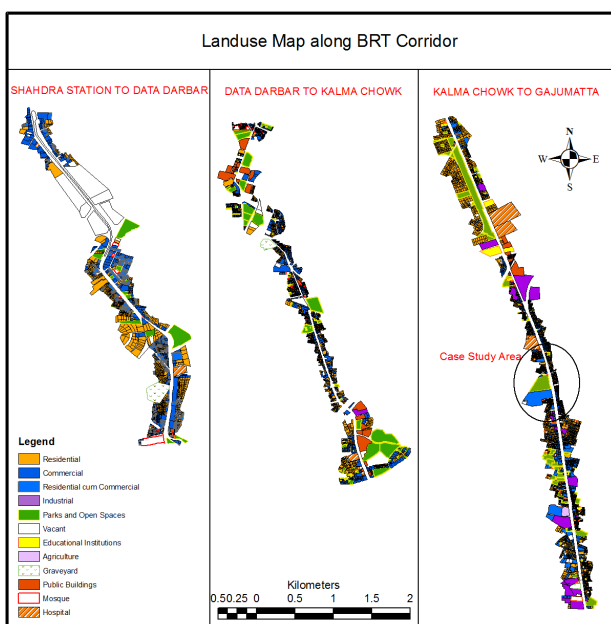 Landuse Map along BRT Corridor
SHAHDRA STATION TO DATA DARBAR
DATA DARBAR TO KALMA CHOWK
KALMA CHOWK TO GAJUMATTA
N
W E
S
Case Study Area
Legend
Residential
Commercial
Residential cum Commercial
Industrial
Parks and Open Spaces
Vacant
Educational Institutions
Agriculture
Graveyard
Public Buildings
Mosque
Hospital
Kilometers
0.50.25 0 0.5 1 1.5 2